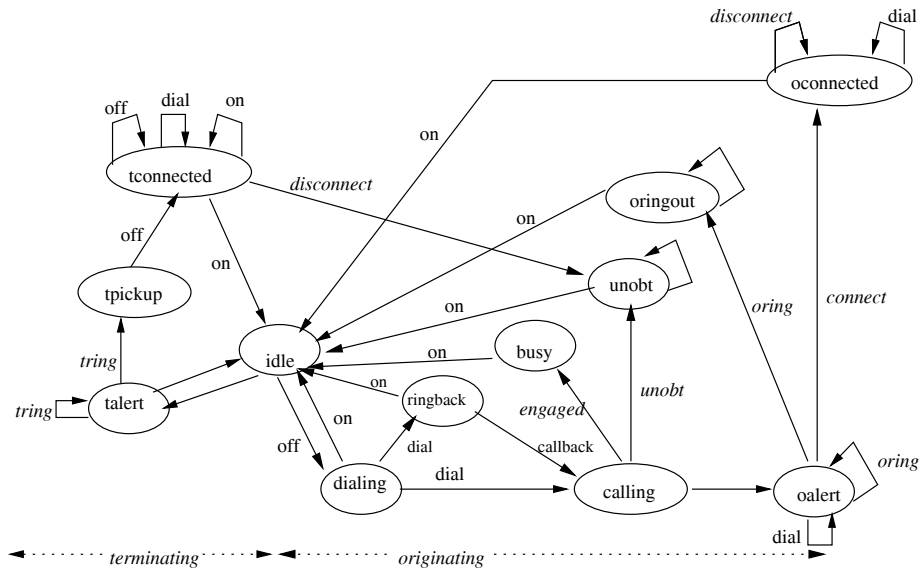 disconnect
dial
oconnected
off
dial
on
on
tconnected
disconnect
oringout
on
off
on
unobt
tpickup
on
oring
connect
busy
on
idle
tring
on
unobt
tring
talert
ringback
engaged
on
off
dial
callback
oring
dialing
dial
calling
oalert
dial
terminating
originating